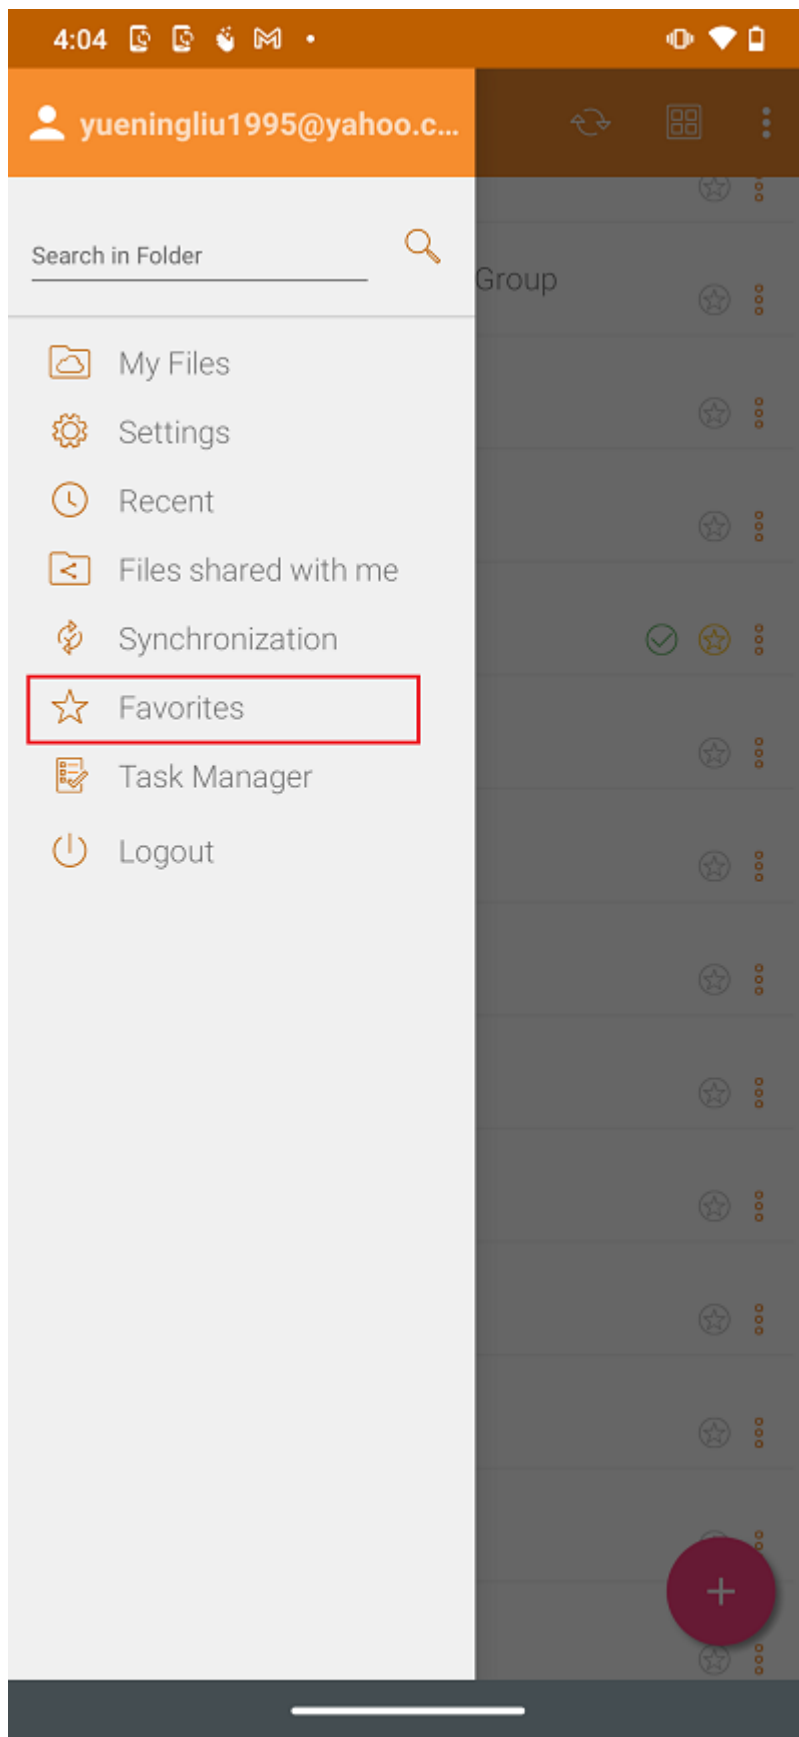 4:04
yueningliu1995@yahoo.c...
Search in Folder
Group
My Files
Settings
Recent
Files shared with me
Synchronization
Favorites
Task Manager
Logout